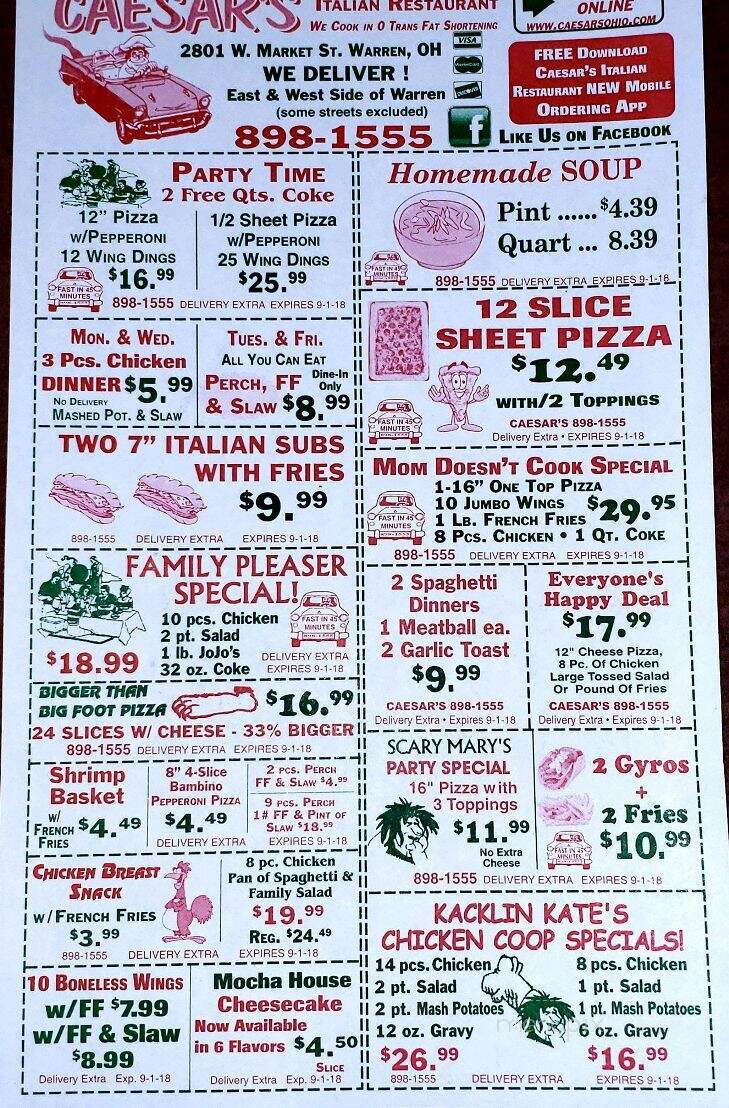 CAESAR'S
ITALIAN RESTAURANT
WE COOK IN 0 TRANS FAT SHORTENING
ONLINE
WWW.CAESARSOHIO.COM
2801 W. MARKET ST. WARREN, OH
WE DELIVER !
East & West Side of Warren
(some streets excluded)
898-1555
VISA
MasterCard
DISCOVER
FREE DOWNLOAD
CAESAR'S ITALIAN
RESTAURANT NEW MOBILE
ORDERING APP
f
LIKE US ON FACEBOOK
PARTY TIME
2 Free Qts. Coke
12" Pizza
w/PEPPERONI
12 WING DINGS
$16.99
1/2 Sheet Pizza
w/PEPPERONI
25 WING DINGS
$25.99
FAST IN 45
MINUTES
898-1555 DELIVERY EXTRA EXPIRES 9-1-18
Homemade SOUP
Pint ...... $4.39
Quart ... 8.39
FAST IN 45
MINUTES
898-1555 DELIVERY EXTRA EXPIRES 9-1-18
MON. & WED.
3 Pcs. Chicken
DINNER $5.99
NO DELIVERY
MASHED POT. & SLAW
TUES. & FRI.
ALL YOU CAN EAT
PERCH, FF
Dine-In
Only
& SLAW $8.99
12 SLICE
SHEET PIZZA
$12.49
WITH/2 TOPPINGS
CAESAR'S 898-1555
Delivery Extra • EXPIRES 9-1-18
FAST IN 45
MINUTES
TWO 7" ITALIAN SUBS
WITH FRIES
$9.99
898-1555 DELIVERY EXTRA EXPIRES 9-1-18
MOM DOESN'T COOK SPECIAL
1-16" ONE TOP PIZZA
10 JUMBO WINGS
1 LB. FRENCH FRIES
$29.95
8 PCS. CHICKEN • 1 QT. COKE
FAST IN 45
MINUTES
898-1555 DELIVERY EXTRA EXPIRES 9-1-18
FAMILY PLEASER
SPECIAL!
10 pcs. Chicken
2 pt. Salad
1 lb. JoJo's
32 oz. Coke
$18.99
FAST IN 45
MINUTES
DELIVERY EXTRA
EXPIRES 9-1-18
2 Spaghetti
Dinners
1 Meatball ea.
2 Garlic Toast
$9.99
CAESAR'S 898-1555
Delivery Extra • Expires 9-1-18
Everyone's
Happy Deal
$17.99
12" Cheese Pizza,
8 Pc. Of Chicken
Large Tossed Salad
Or Pound Of Fries
CAESAR'S 898-1555
Delivery Extra • Expires 9-1-18
BIGGER THAN
BIG FOOT PIZZA
$16.99
24 SLICES W/ CHEESE - 33% BIGGER
898-1555 DELIVERY EXTRA EXPIRES 9-1-18
SCARY MARY'S
PARTY SPECIAL
16" Pizza with
3 Toppings
$11.99
No Extra
Cheese
2 Gyros
+
2 Fries
$10.99
FAST IN 45
MINUTES
898-1555 DELIVERY EXTRA EXPIRES 9-1-18
Shrimp
Basket
w/
FRENCH
FRIES
$4.49
8" 4-Slice
Bambino
PEPPERONI PIZZA
$4.49
DELIVERY EXTRA
2 PCS. PERCH
FF & SLAW $4.99
9 PCS. PERCH
1# FF & PINT OF
SLAW $18.99
EXPIRES 9-1-18
CHICKEN BREAST
SNACK
W/FRENCH FRIES
$3.99
8 pc. Chicken
Pan of Spaghetti &
Family Salad
$19.99
REG. $24.49
898-1555 DELIVERY EXTRA EXPIRES 9-1-18
KACKLIN KATE'S
CHICKEN COOP SPECIALS!
14 pcs. Chicken
2 pt. Salad
2 pt. Mash Potatoes
12 oz. Gravy
$26.99
8 pcs. Chicken
1 pt. Salad
1 pt. Mash Potatoes
6 oz. Gravy
$16.99
898-1555 DELIVERY EXTRA EXPIRES 9-1-18
10 BONELESS WINGS
w/FF $7.99
w/FF & Slaw
$8.99
Delivery Extra Exp. 9-1-18
Mocha House
Cheesecake
Now Available
in 6 Flavors $4.50
SLICE
Delivery Extra Exp. 9-1-18